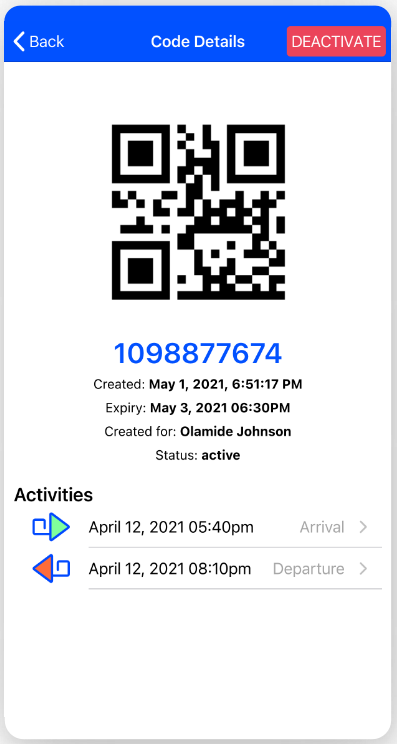 Back Code Details DEACTIVATE
1098877674
Created: May 1, 2021, 6:51:17 PM
Expiry: May 3, 2021 06:30PM
Created for: Olamide Johnson
Status: active
Activities
April 12, 2021 05:40pm Arrival
April 12, 2021 08:10pm Departure